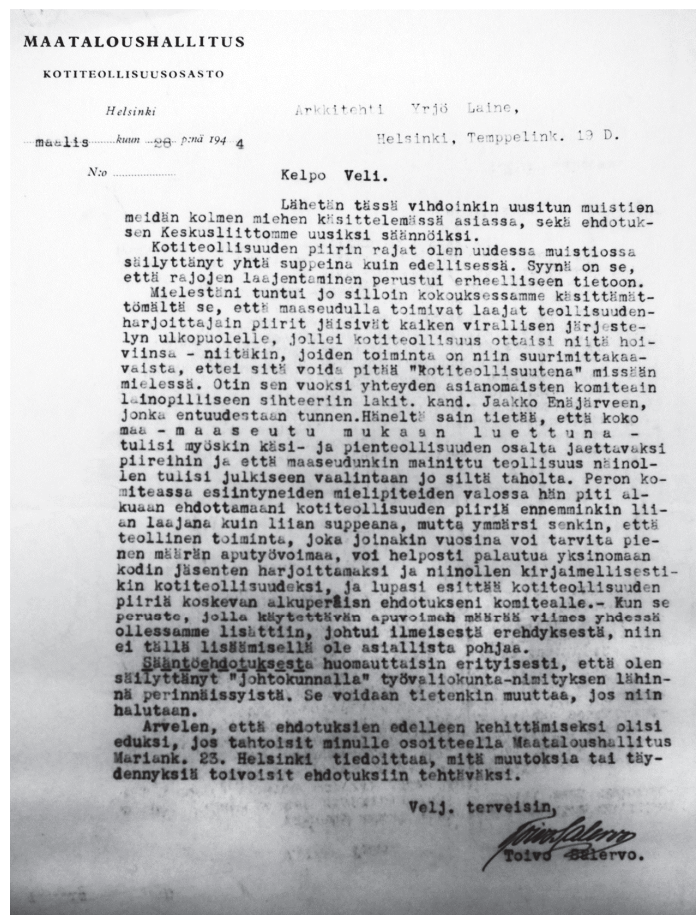 MAATALOUSHALLITUS
KOTITEOLLISUUSOSASTO
Helsinki
Arkkitehti Yrjö Laine,
maalis kuun 28 p:nä 194 4
Helsinki, Temppelink. 19 D.
N:o
Kelpo Veli.
Lähetän tässä vihdoinkin uusitun muistien
meidän kolmen miehen käsittelemässä asiassa, sekä ehdotuk-
sen Keskusliittomme uusiksi säännöiksi.
Kotiteollisuuden piirin rajat olen uudessa muistiossa
säilyttänyt yhtä suppeina kuin edellisessä. Syynä on se,
että rajojen laajentaminen perustui erheelliseen tietoon.
Mielestäni tuntui jo silloin kokouksessamme käsittämät-
tömältä se, että maaseudulla toimivat laajat teollisuuden-
harjoittajain piirit jäisivät kaiken virallisen järjeste-
lyn ulkopuolelle, jollei kotiteollisuus ottaisi niitä hoi-
viinsa - niitäkin, joiden toiminta on niin suurimittakaa-
vaista, ettei sitä voida pitää "Kotiteollisuutena" missään
mielessä. Otin sen vuoksi yhteyden asianomaisten komiteain
lainopilliseen sihteeriin lakit. kand. Jaakko Enäjärveen,
jonka entuudestaan tunnen.Häneltä sain tietää, että koko
maa - m a a s e u t u m u k a a n l u e t t u n a -
tulisi myöskin käsi- ja pienteollisuuden osalta jaettavaksi
piireihin ja että maaseudunkin mainittu teollisuus näinol-
len tulisi julkiseen vaalintaan jo siltä taholta. Peron ko-
miteassa esiintyneiden mielipiteiden valossa hän piti al-
kuaan ehdottamaani kotiteollisuuden piiriä ennemminkin lii-
an laajana kuin liian suppeana, mutta ymmärsi senkin, että
teollinen toiminta, joka joinakin vuosina voi tarvita pie-
nen määrän aputyövoimaa, voi helposti palautua yksinomaan
kodin jäsenten harjoittamaksi ja niinollen kirjaimellisesti-
kin kotiteollisuudeksi, ja lupasi esittää kotiteollisuuden
piiriä koskevan alkuperäisn ehdotukseni komitealle.- Kun se
peruste, jolla käytettävän apuvoiman määrää viimes yhdessä
ollessamme lisättiin, johtui ilmeisestä erehdyksestä, niin
ei tällä lisäämisellä ole asiallista pohjaa.
Sääntöehdotuksesta huomauttaisin erityisesti, että olen
säilyttänyt "johtokunnalla" työvaliokunta-nimityksen lähin-
nä perinnäissyistä. Se voidaan tietenkin muuttaa, jos niin
halutaan.
Arvelen, että ehdotuksien edelleen kehittämiseksi olisi
eduksi, jos tahtoisit minulle osoitteella Maataloushallitus
Mariank. 23. Helsinki tiedoittaa, mitä muutoksia tai täy-
dennyksiä toivoisit ehdotuksiin tehtäväksi.
Velj. terveisin,
Toivo Salervo
Toivo Salervo.